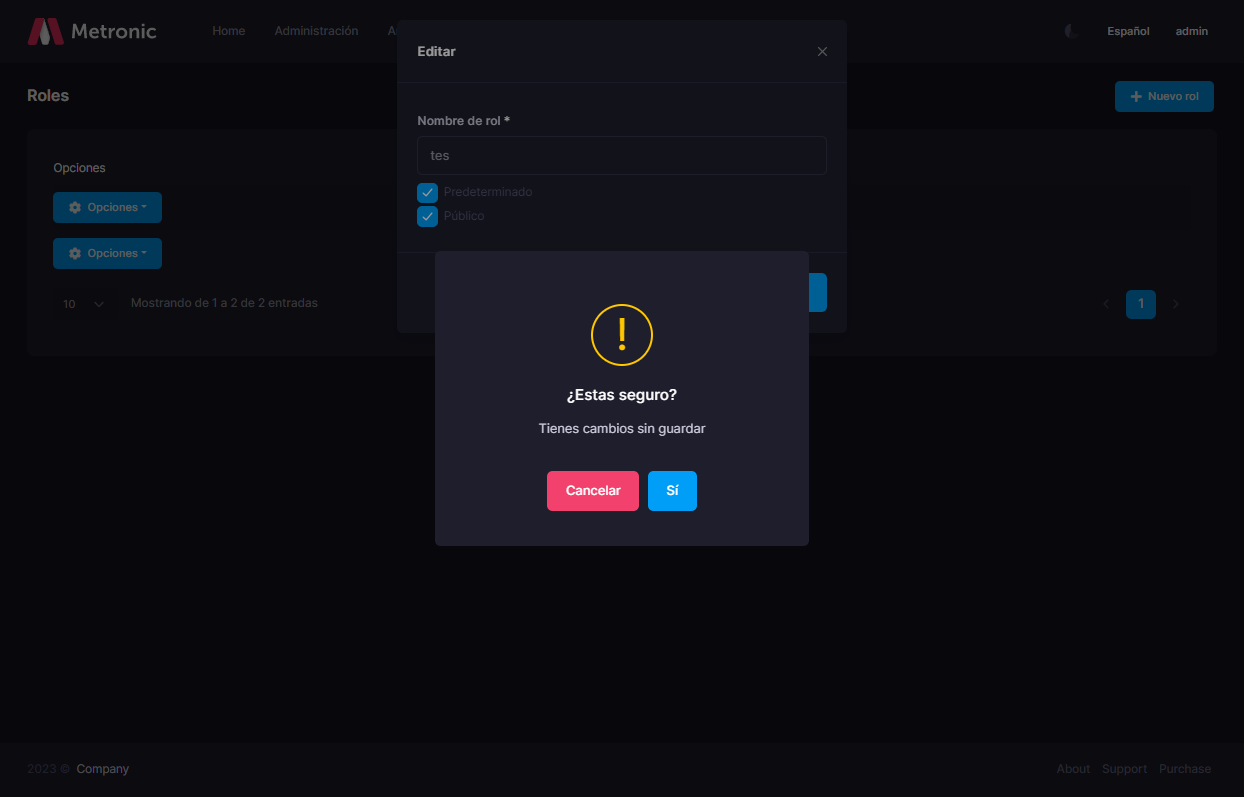 Metronic
Home
Administración
A
Español
admin
Editar
Roles
Nuevo rol
Nombre de rol *
tes
Predeterminado
Público
Opciones
Opciones
Opciones
10
Mostrando de 1 a 2 de 2 entradas
1
!
¿Estas seguro?
Tienes cambios sin guardar
Cancelar
Sí
2023 © Company
About
Support
Purchase